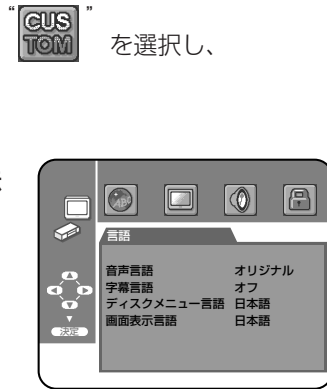 “CUSTOM” を選択し、
ABC
言語
音声言語 オリジナル
字幕言語 オフ
ディスクメニュー言語 日本語
画面表示言語 日本語
決定